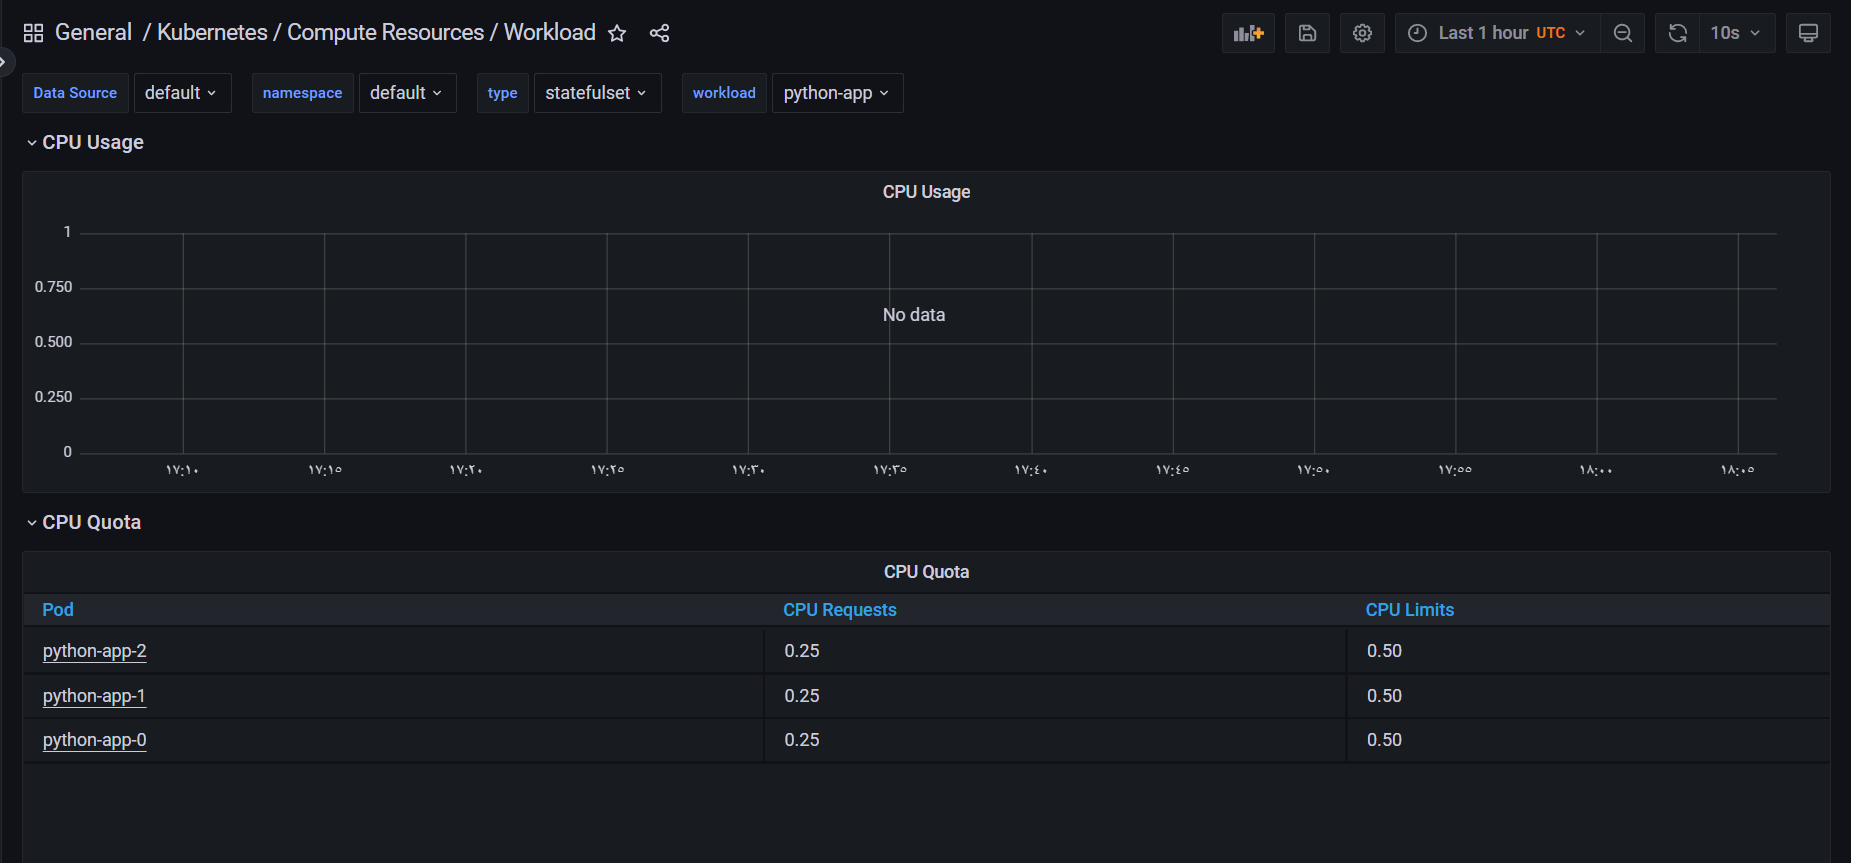 General / Kubernetes / Compute Resources / Workload
Last 1 hour UTC
10s
Data Source default namespace default type statefulset workload python-app
CPU Usage
CPU Usage
1
0.750
0.500
0.250
0
No data
١٧:١٠ ١٧:١٥ ١٧:٢٠ ١٧:٢٥ ١٧:٣٠ ١٧:٣٥ ١٧:٤٠ ١٧:٤٥ ١٧:٥٠ ١٧:٥٥ ١٨:٠٠ ١٨:٠٥
CPU Quota
CPU Quota
Pod CPU Requests CPU Limits
python-app-2 0.25 0.50
python-app-1 0.25 0.50
python-app-0 0.25 0.50